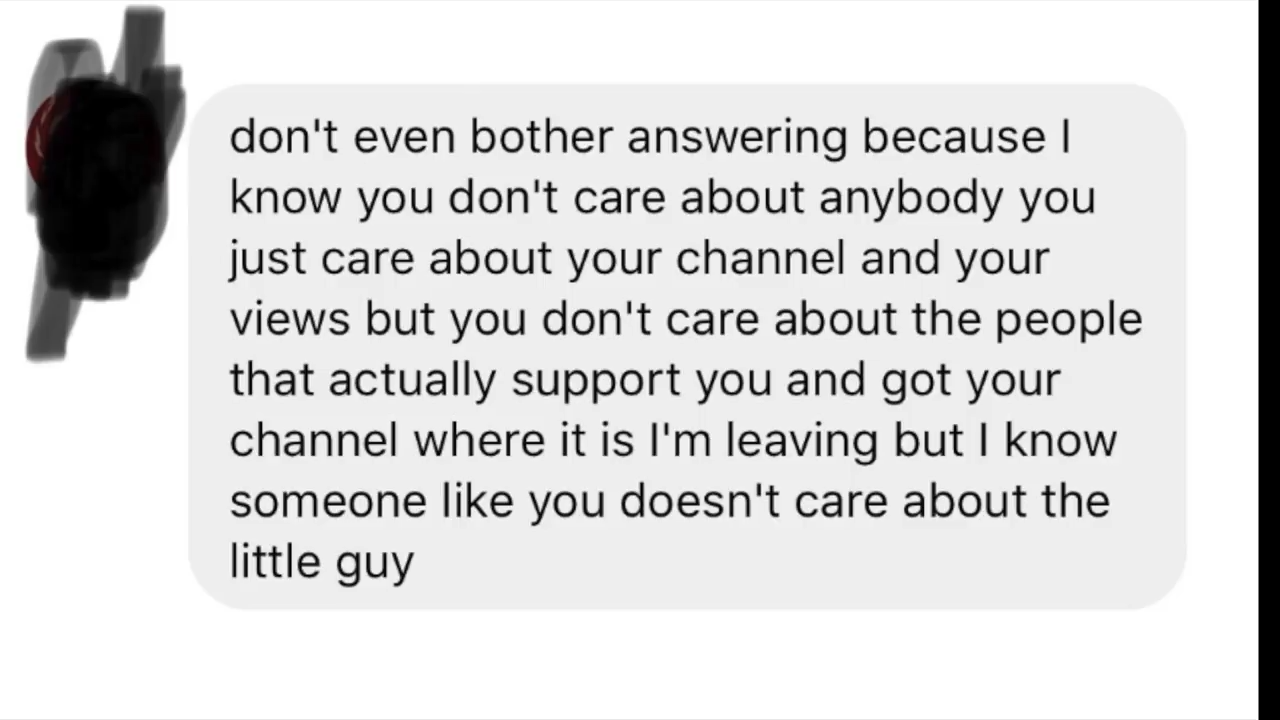 don't even bother answering because I
know you don't care about anybody you
just care about your channel and your
views but you don't care about the people
that actually support you and got your
channel where it is I'm leaving but I know
someone like you doesn't care about the
little guy